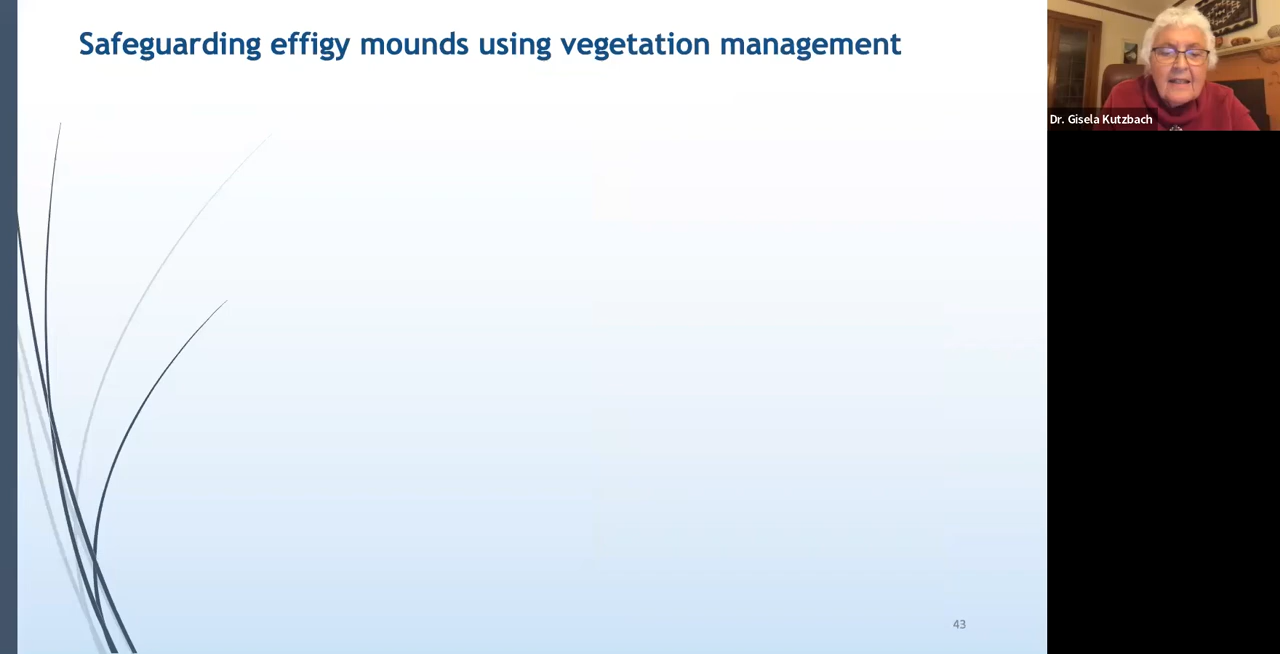 Safeguarding effigy mounds using vegetation management
Dr. Gisela Kutzbach
43